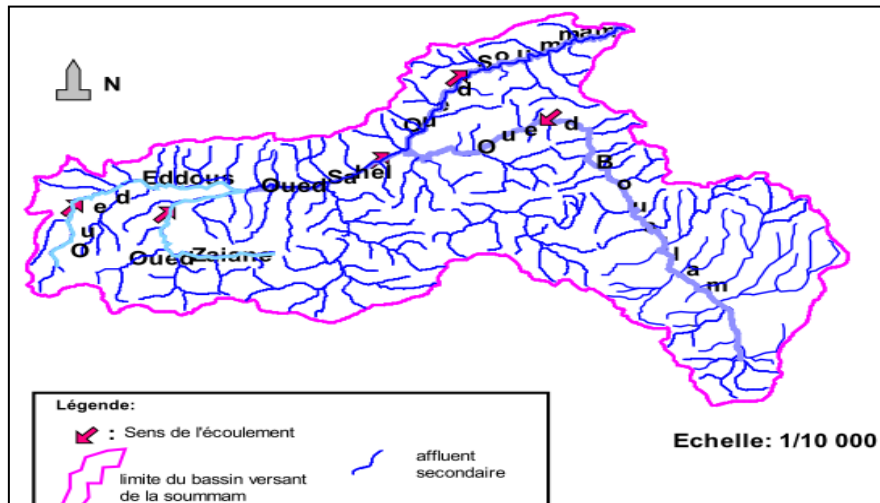 Oued Soummam
N
Oued Eddous
Oued Sahel
Oued Bousslam
Oued Zaiane
Légende:
: Sens de l'écoulement
limite du bassin versant
de la soummam
affluent
secondaire
Echelle: 1/10 000